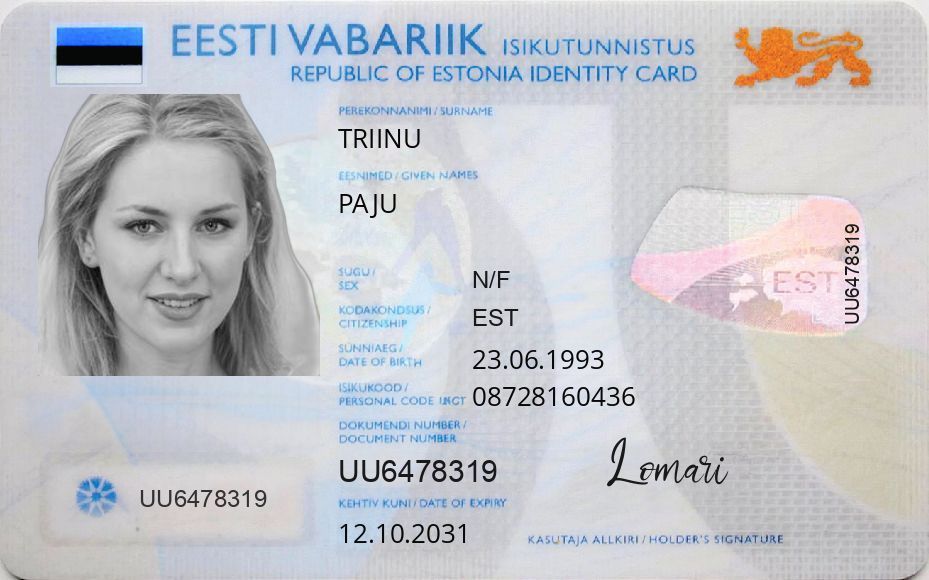 EESTI VABARIIK ISIKUTUNNISTUS
REPUBLIC OF ESTONIA IDENTITY CARD
PEREKONNANIMI / SURNAME
TRIINU
EESNIMED / GIVEN NAMES
PAJU
SUGU /
SEX
N/F
KODAKONDSUS /
CITIZENSHIP
EST
SÜNNIAEG /
DATE OF BIRTH
23.06.1993
ISIKUKOOD /
PERSONAL CODE
08728160436
DOKUMENDI NUMBER /
DOCUMENT NUMBER
UU6478319
KEHTIV KUNI / DATE OF EXPIRY
12.10.2031
UU6478319
EST
UU6478319
Lomari
KASUTAJA ALLKIRI / HOLDER'S SIGNATURE